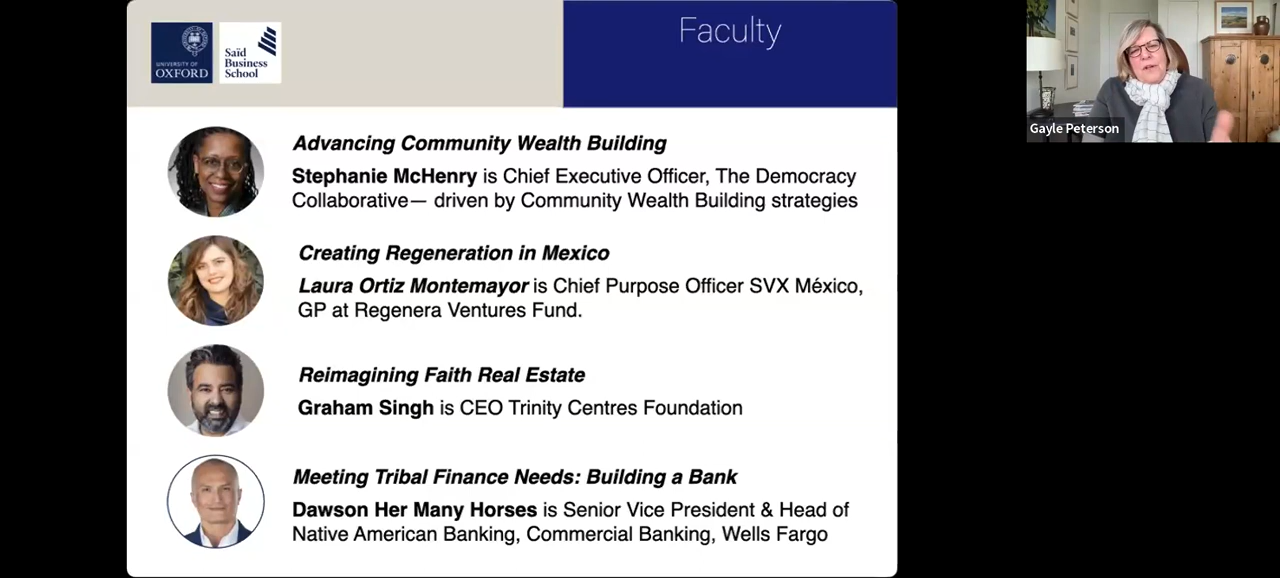 UNIVERSITY OF
OXFORD
Saïd
Business
School
Faculty
Gayle Peterson
Advancing Community Wealth Building
Stephanie McHenry is Chief Executive Officer, The Democracy
Collaborative— driven by Community Wealth Building strategies
Creating Regeneration in Mexico
Laura Ortiz Montemayor is Chief Purpose Officer SVX México,
GP at Regenera Ventures Fund.
Reimagining Faith Real Estate
Graham Singh is CEO Trinity Centres Foundation
Meeting Tribal Finance Needs: Building a Bank
Dawson Her Many Horses is Senior Vice President & Head of
Native American Banking, Commercial Banking, Wells Fargo